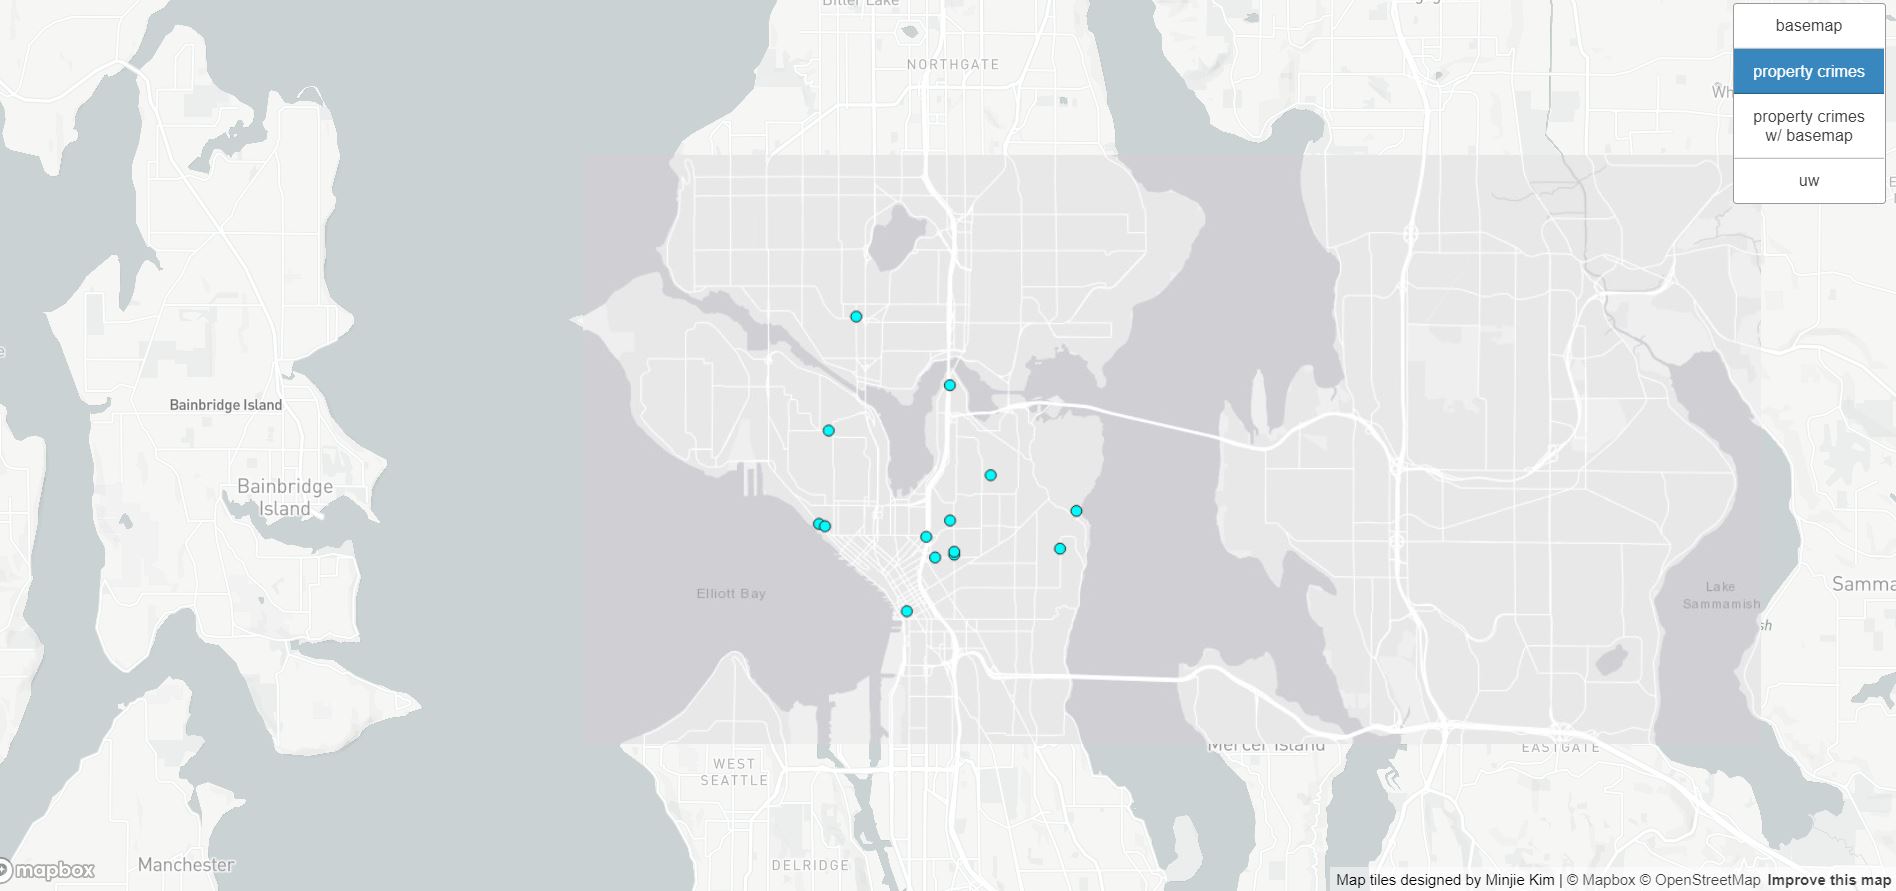 Bitter Lake
NORTHGATE
basemap
property crimes
property crimes
w/ basemap
uw
Bainbridge Island
Bainbridge
Island
Elliott Bay
Lake
Sammamish
Mercer Island
EASTGATE
WEST
SEATTLE
DELRIDGE
Manchester
mapbox
Map tiles designed by Minjie Kim | © Mapbox © OpenStreetMap Improve this map